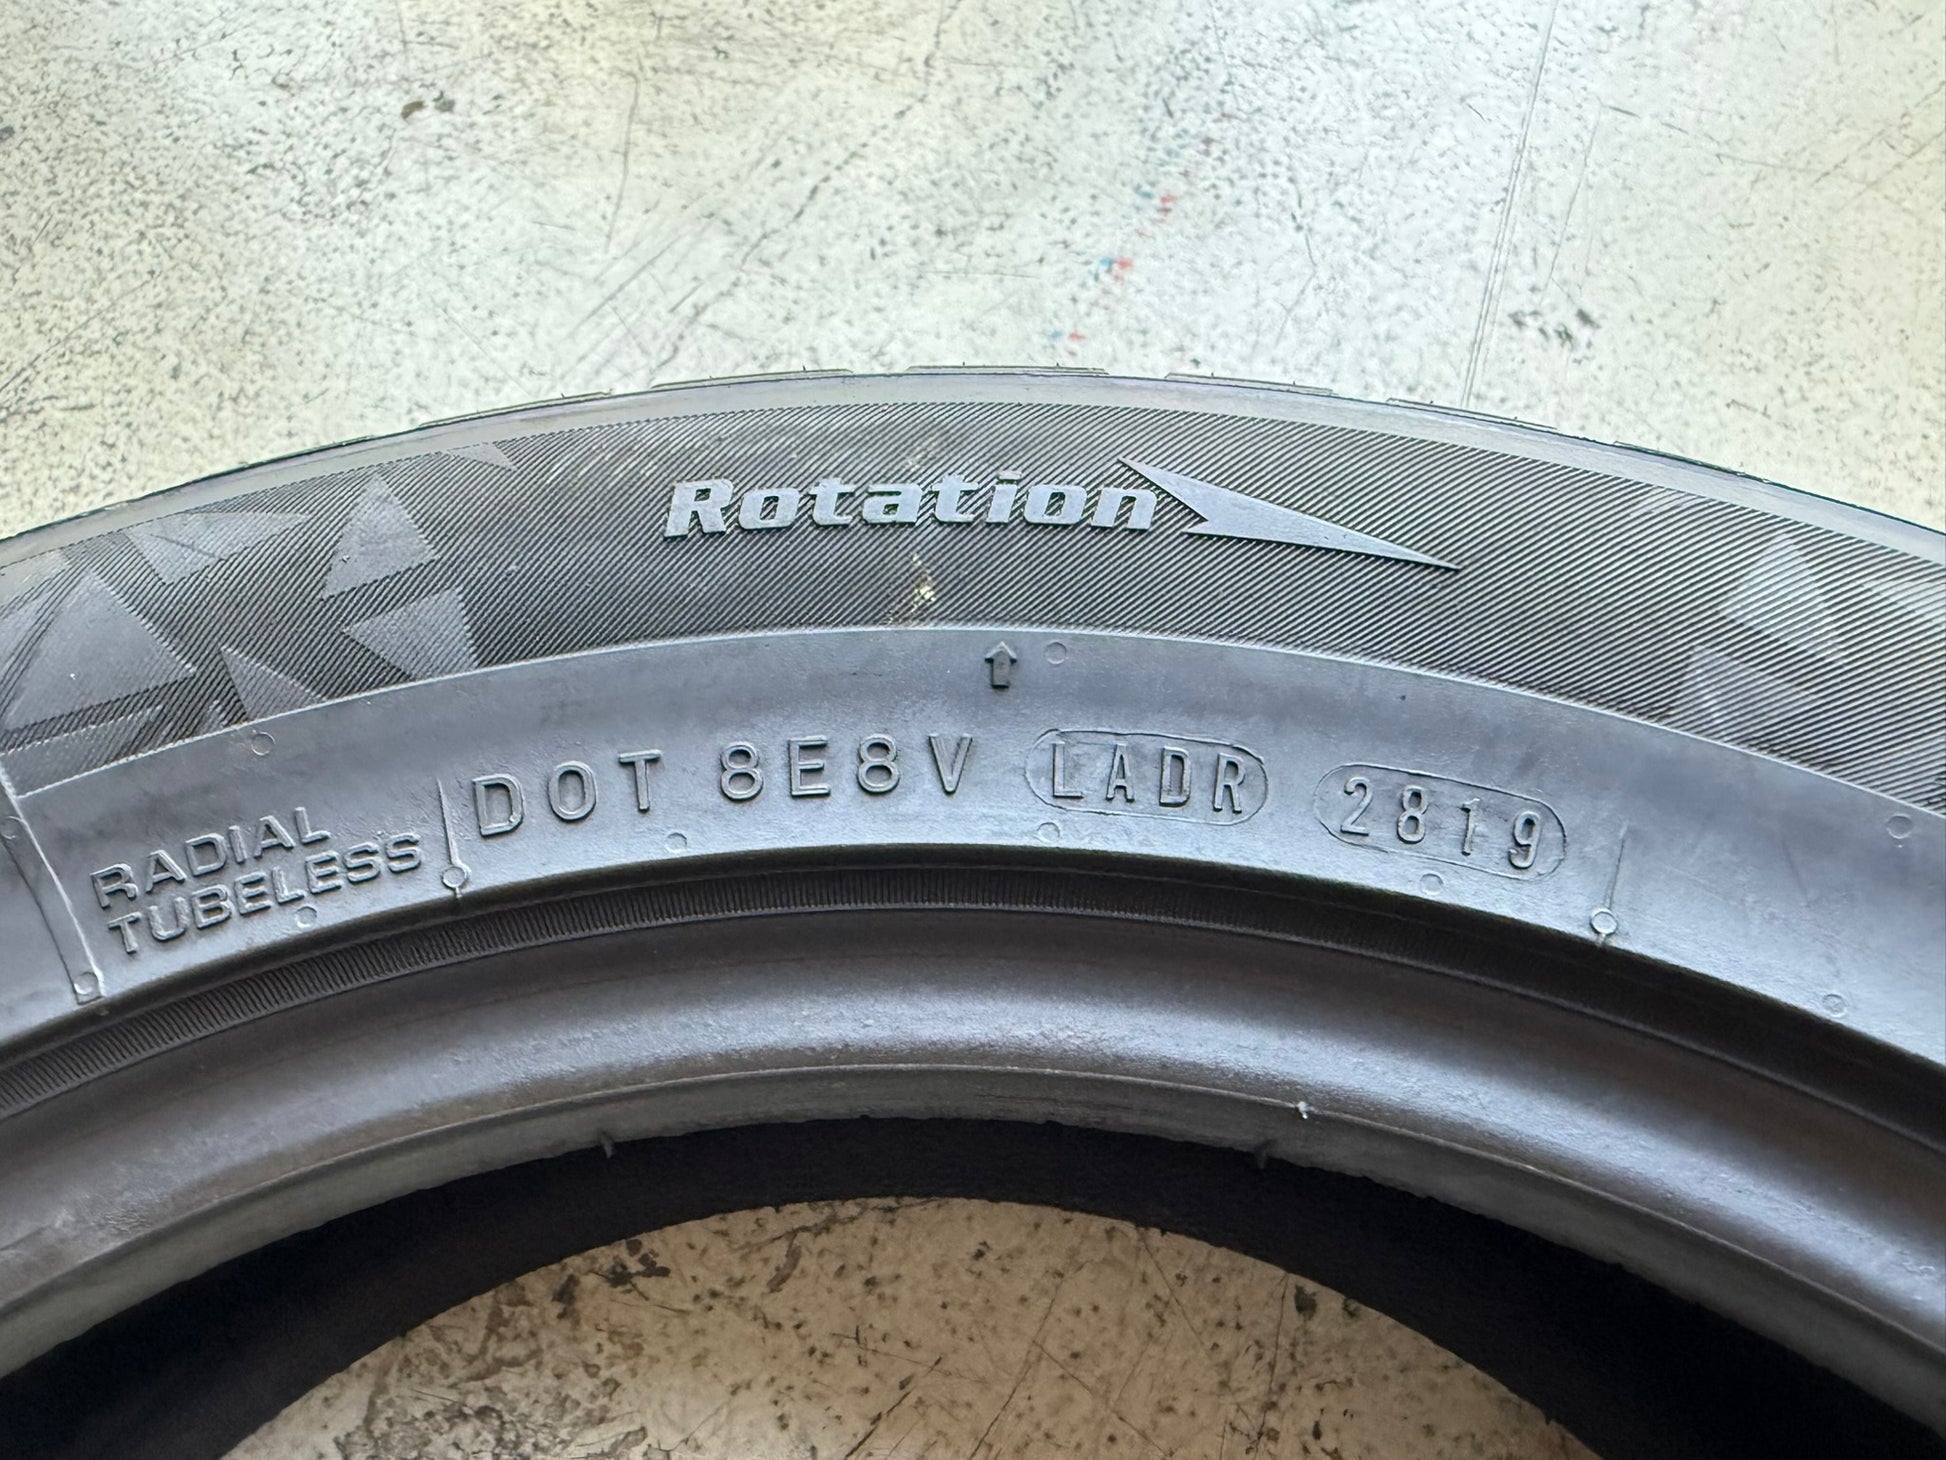 Rotation
RADIAL
TUBELESS
DOT 8E8V LADR 2819